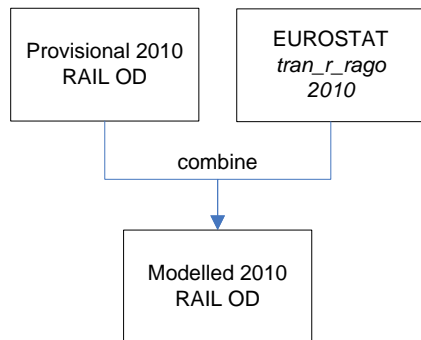 Provisional 2010
RAIL OD
EUROSTAT
tran_r_rago
2010
combine
Modelled 2010
RAIL OD